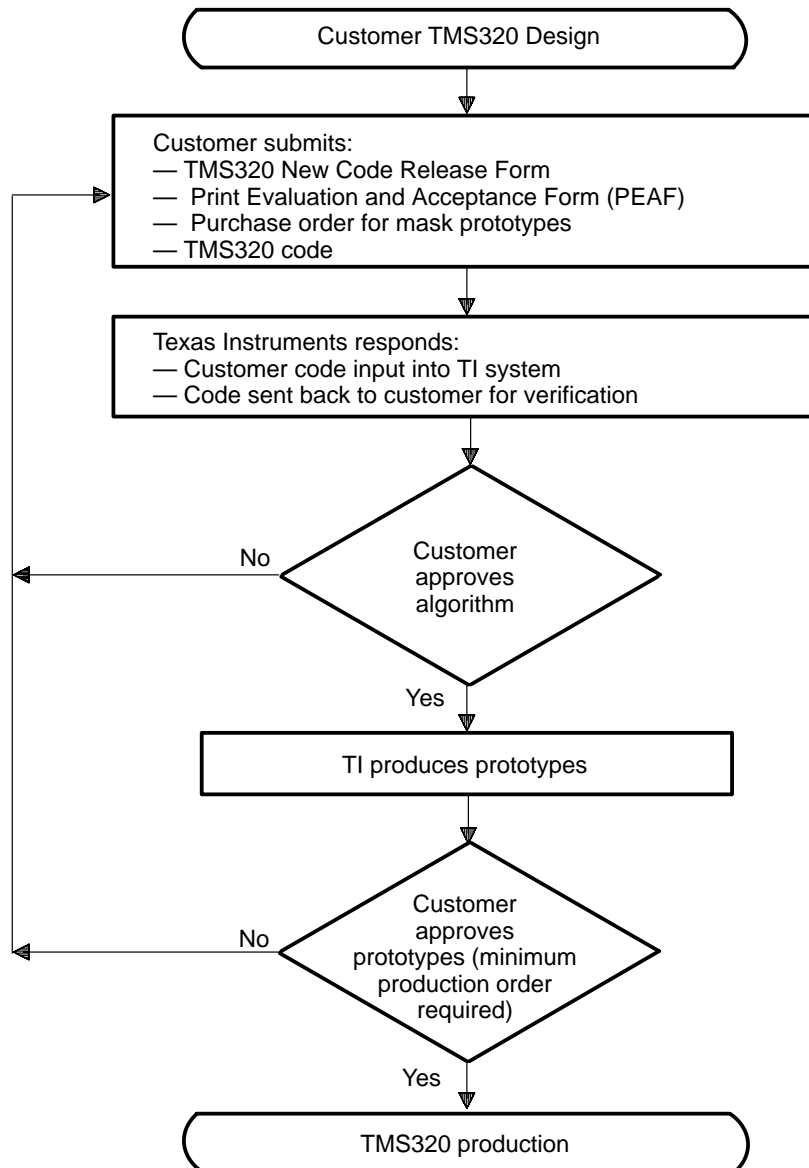 Customer TMS320 Design
Customer submits:
— TMS320 New Code Release Form
— Print Evaluation and Acceptance Form (PEAF)
— Purchase order for mask prototypes
— TMS320 code
Texas Instruments responds:
— Customer code input into TI system
— Code sent back to customer for verification
No
Customer
approves
algorithm
Yes
TI produces prototypes
No
Customer
approves
prototypes (minimum
production order
required)
Yes
TMS320 production